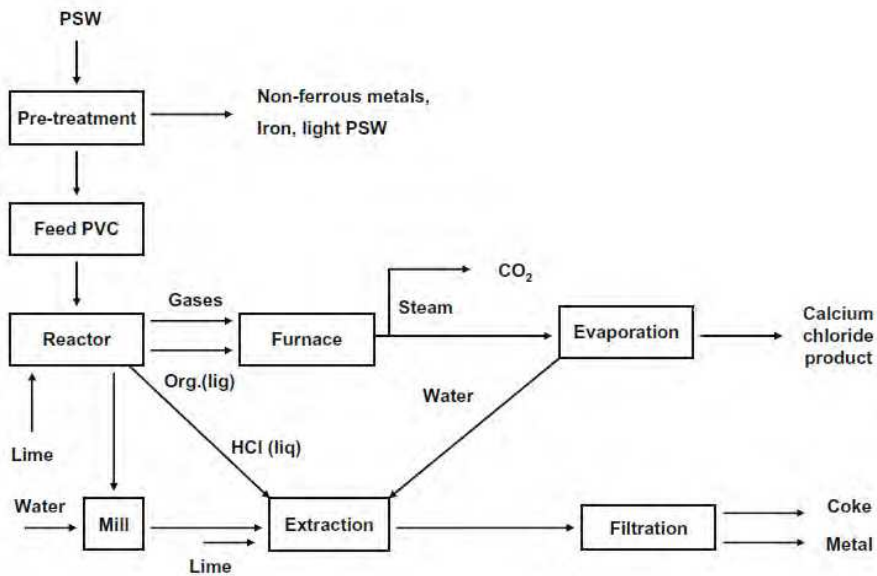 PSW
Pre-treatment
Non-ferrous metals,
Iron, light PSW
Feed PVC
CO2
Gases
Steam
Reactor
Furnace
Evaporation
Calcium
chloride
product
Org.(lig)
Water
Lime
HCl (liq)
Water
Mill
Extraction
Filtration
Coke
Metal
Lime